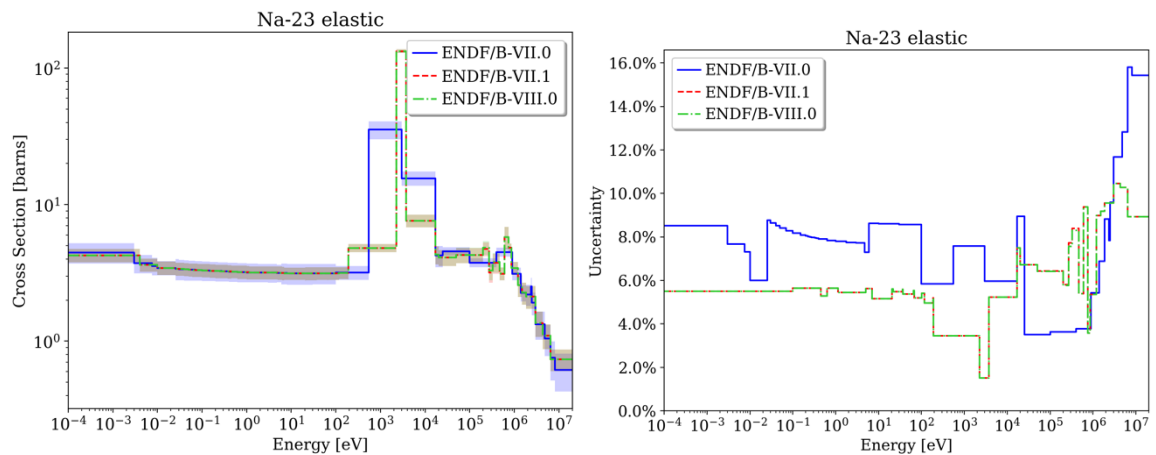 Na-23 elastic
ENDF/B-VII.0
ENDF/B-VII.1
ENDF/B-VIII.0
Cross Section [barns]
10² 10¹ 10⁰
10⁻⁴ 10⁻³ 10⁻² 10⁻¹ 10⁰ 10¹ 10² 10³ 10⁴ 10⁵ 10⁶ 10⁷
Energy [eV]
Na-23 elastic
ENDF/B-VII.0
ENDF/B-VII.1
ENDF/B-VIII.0
Uncertainty
16.0%
14.0%
12.0%
10.0%
8.0%
6.0%
4.0%
2.0%
0.0%
10⁻⁴ 10⁻³ 10⁻² 10⁻¹ 10⁰ 10¹ 10² 10³ 10⁴ 10⁵ 10⁶ 10⁷
Energy [eV]